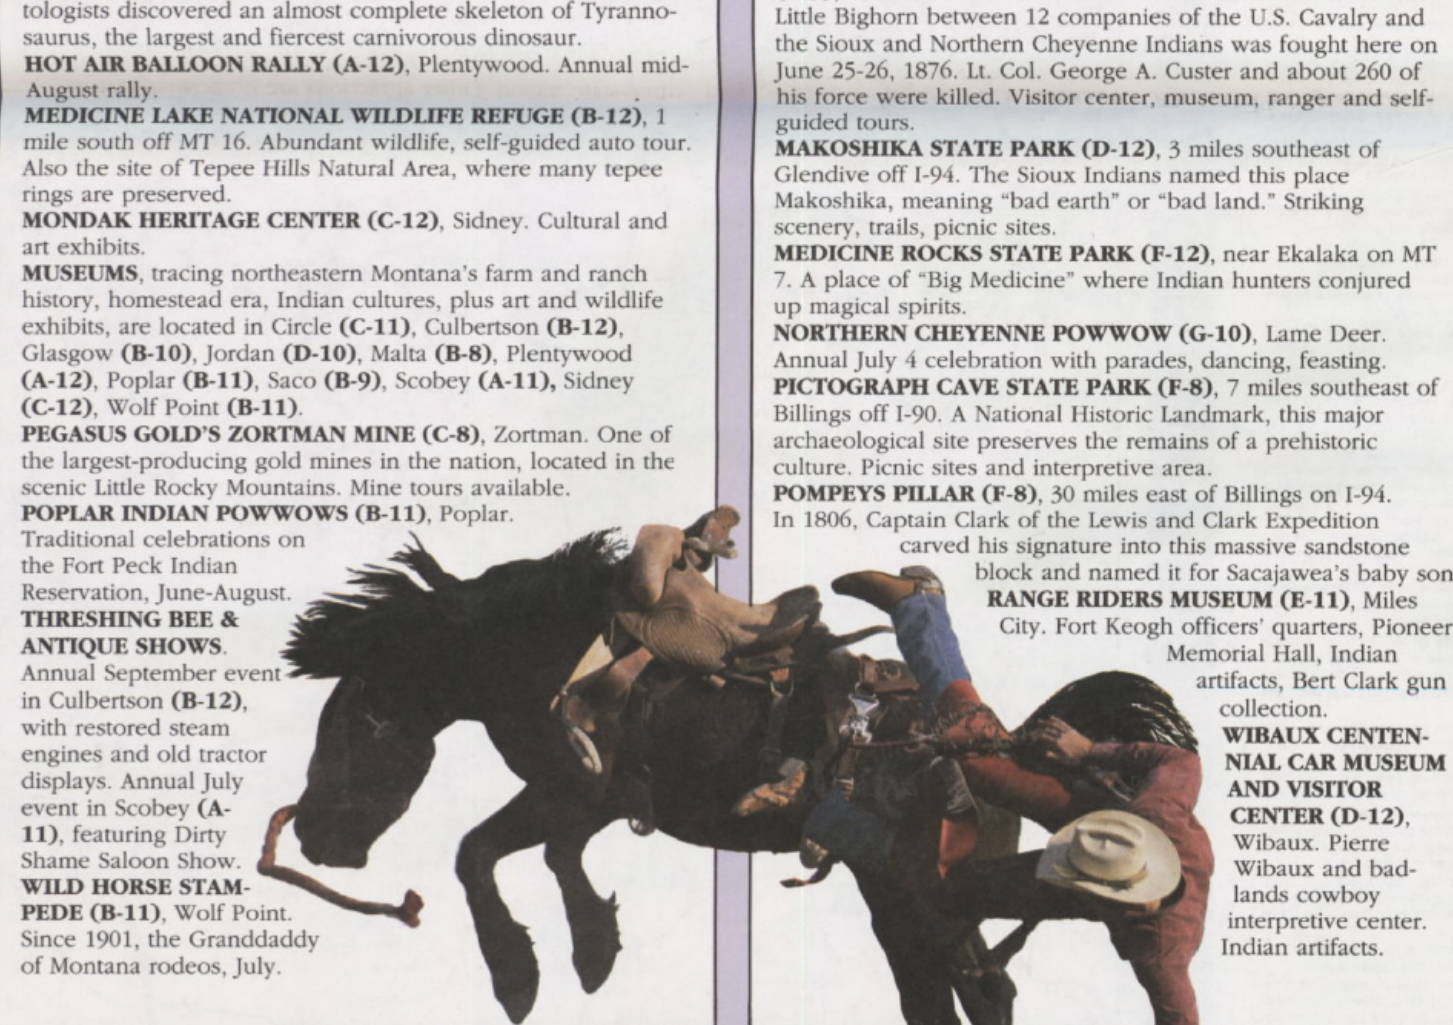 tologists discovered an almost complete skeleton of Tyranno-
saurus, the largest and fiercest carnivorous dinosaur.
HOT AIR BALLOON RALLY (A-12), Plentywood. Annual mid-
August rally.
MEDICINE LAKE NATIONAL WILDLIFE REFUGE (B-12), 1
mile south off MT 16. Abundant wildlife, self-guided auto tour.
Also the site of Tepee Hills Natural Area, where many tepee
rings are preserved.
MONDAK HERITAGE CENTER (C-12), Sidney. Cultural and
art exhibits.
MUSEUMS, tracing northeastern Montana's farm and ranch
history, homestead era, Indian cultures, plus art and wildlife
exhibits, are located in Circle (C-11), Culbertson (B-12),
Glasgow (B-10), Jordan (D-10), Malta (B-8), Plentywood
(A-12), Poplar (B-11), Saco (B-9), Scobey (A-11), Sidney
(C-12), Wolf Point (B-11).
PEGASUS GOLD'S ZORTMAN MINE (C-8), Zortman. One of
the largest-producing gold mines in the nation, located in the
scenic Little Rocky Mountains. Mine tours available.
POPLAR INDIAN POWWOWS (B-11), Poplar.
Traditional celebrations on
the Fort Peck Indian
Reservation, June-August.
THRESHING BEE &
ANTIQUE SHOWS.
Annual September event
in Culbertson (B-12),
with restored steam
engines and old tractor
displays. Annual July
event in Scobey (A-
11), featuring Dirty
Shame Saloon Show.
WILD HORSE STAM-
PEDE (B-11), Wolf Point.
Since 1901, the Granddaddy
of Montana rodeos, July.
Little Bighorn between 12 companies of the U.S. Cavalry and
the Sioux and Northern Cheyenne Indians was fought here on
June 25-26, 1876. Lt. Col. George A. Custer and about 260 of
his force were killed. Visitor center, museum, ranger and self-
guided tours.
MAKOSHIKA STATE PARK (D-12), 3 miles southeast of
Glendive off I-94. The Sioux Indians named this place
Makoshika, meaning "bad earth" or "bad land." Striking
scenery, trails, picnic sites.
MEDICINE ROCKS STATE PARK (F-12), near Ekalaka on MT
7. A place of "Big Medicine" where Indian hunters conjured
up magical spirits.
NORTHERN CHEYENNE POWWOW (G-10), Lame Deer.
Annual July 4 celebration with parades, dancing, feasting.
PICTOGRAPH CAVE STATE PARK (F-8), 7 miles southeast of
Billings off I-90. A National Historic Landmark, this major
archaeological site preserves the remains of a prehistoric
culture. Picnic sites and interpretive area.
POMPEYS PILLAR (F-8), 30 miles east of Billings on I-94.
In 1806, Captain Clark of the Lewis and Clark Expedition
carved his signature into this massive sandstone
block and named it for Sacajawea's baby son
RANGE RIDERS MUSEUM (E-11), Miles
City. Fort Keogh officers' quarters, Pioneer
Memorial Hall, Indian
artifacts, Bert Clark gun
collection.
WIBAUX CENTEN-
NIAL CAR MUSEUM
AND VISITOR
CENTER (D-12),
Wibaux. Pierre
Wibaux and bad-
lands cowboy
interpretive center.
Indian artifacts.